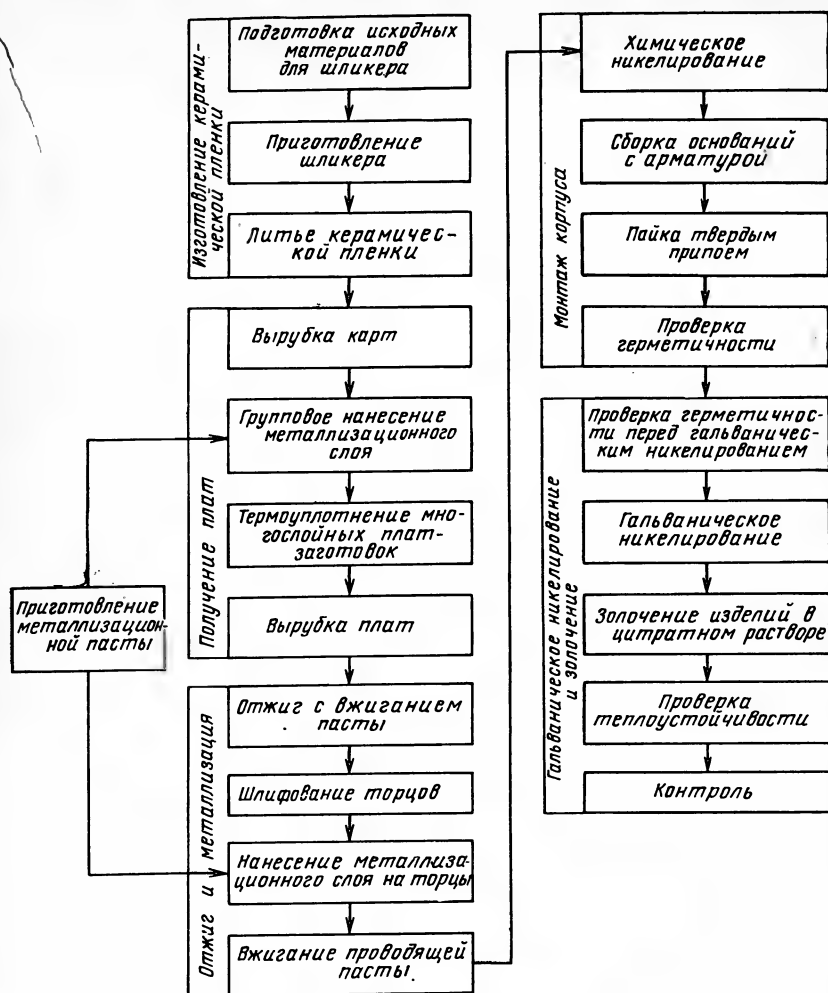 Изготовление керами-
ческой пленки
Подготовка исходных
материалов
для шликера
Приготовление
шликера
Литье керамичес-
кой пленки
Получение плат
Вырубка карт
Групповое нанесение
металлизационного
слоя
Термоуплотнение мно-
гослойных плат-
заготовок
Вырубка плат
Приготовление
металлизацион-
ной пасты
Отжиг и металлизация
Отжиг с вжиганием
пасты
Шлифование торцов
Нанесение металлиза-
ционного слоя на торцы
Вжигание проводящей
пасты
Монтаж корпуса
Химическое
никелирование
Сборка оснований
с арматурой
Пайка твердым
припоем
Проверка
герметичности
Гальваническое никелирование
и золочение
Проверка герметичнос-
ти перед гальваничес-
ким никелированием
Гальваническое
никелирование
Золочение изделий в
цитратном растворе
Проверка
теплоустойчивости
Контроль